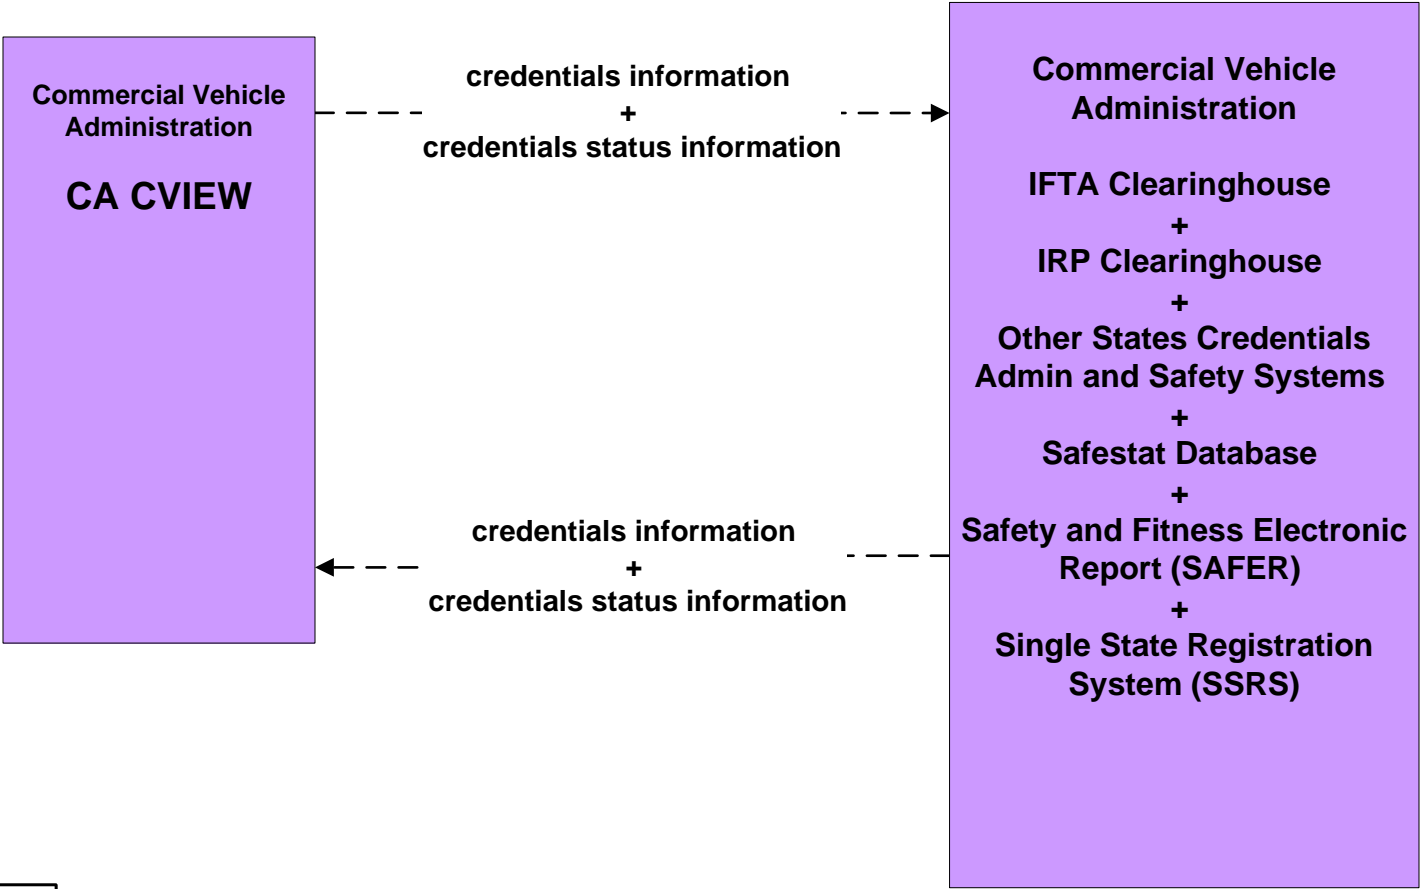 Commercial Vehicle
Administration
CA CVIEW
credentials information
+
credentials status information
credentials information
+
credentials status information
Commercial Vehicle
Administration
IFTA Clearinghouse
+
IRP Clearinghouse
+
Other States Credentials
Admin and Safety Systems
+
Safestat Database
+
Safety and Fitness Electronic
Report (SAFER)
+
Single State Registration
System (SSRS)